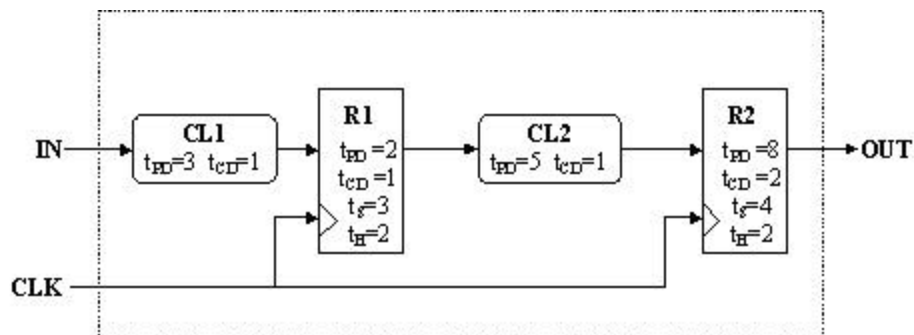 IN
CL1
tPD=3 tCD=1
R1
tPD=2
tCD=1
tS=3
tH=2
CL2
tPD=5 tCD=1
R2
tPD=8
tCD=2
tS=4
tH=2
OUT
CLK